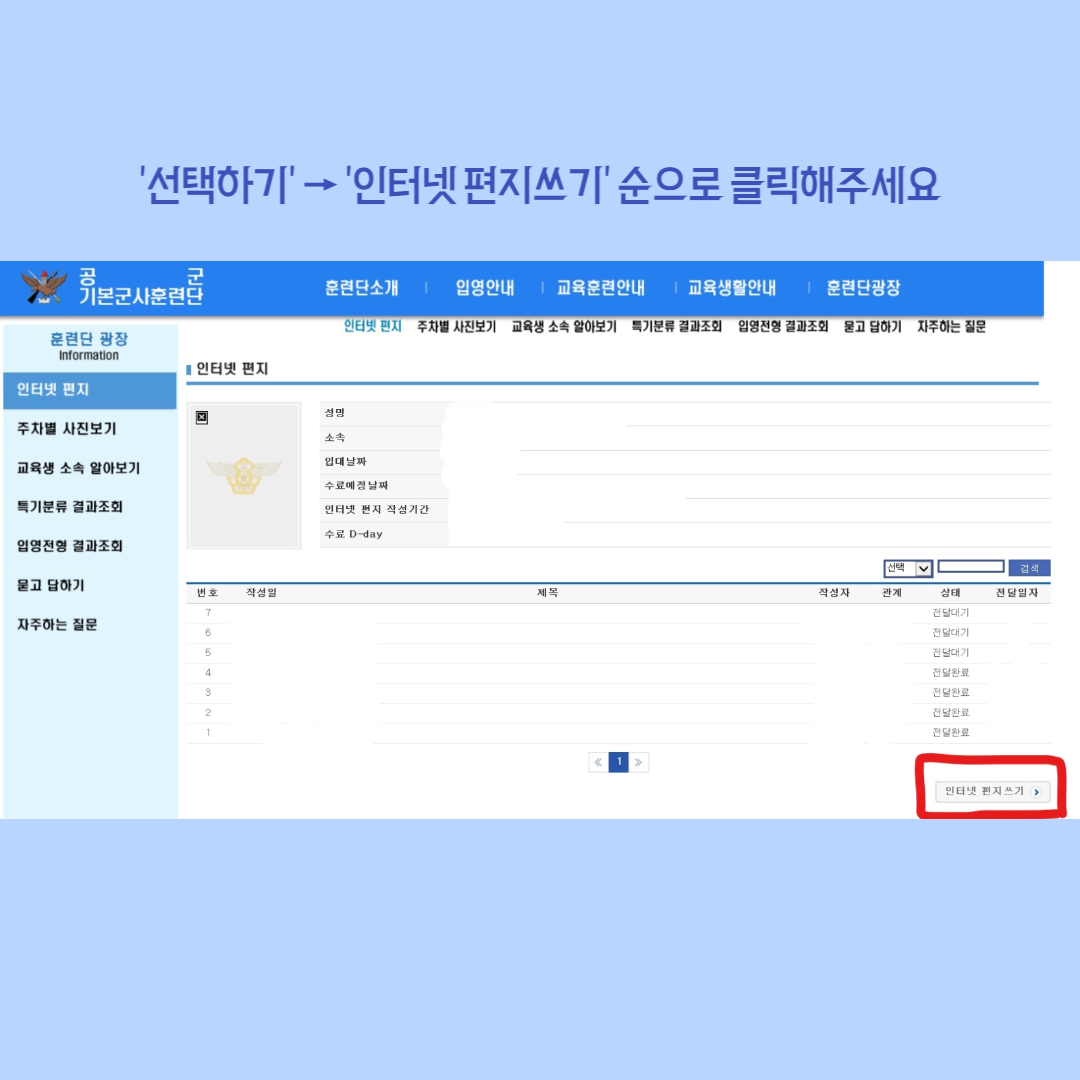 '선택하기' → '인터넷 편지쓰기' 순으로 클릭해주세요
공 군
기본군사훈련단
훈련단소개 | 입영안내 | 교육훈련안내 | 교육생활안내 | 훈련단광장
인터넷 편지 주차별 사진보기 교육생 소속 알아보기 특기분류 결과조회 입영전형 결과조회 묻고 답하기 자주하는 질문
훈련단 광장
Information
인터넷 편지
주차별 사진보기
교육생 소속 알아보기
특기분류 결과조회
입영전형 결과조회
묻고 답하기
자주하는 질문
인터넷 편지
성명
소속
입대날짜
수료예정날짜
인터넷 편지 작성기간
수료 D-day
선택 검색
번호 작성일 제목 작성자 관계 상태 전달일자
7 전달대기
6 전달대기
5 전달대기
4 전달완료
3 전달완료
2 전달완료
1 전달완료
« 1 »
인터넷 편지쓰기